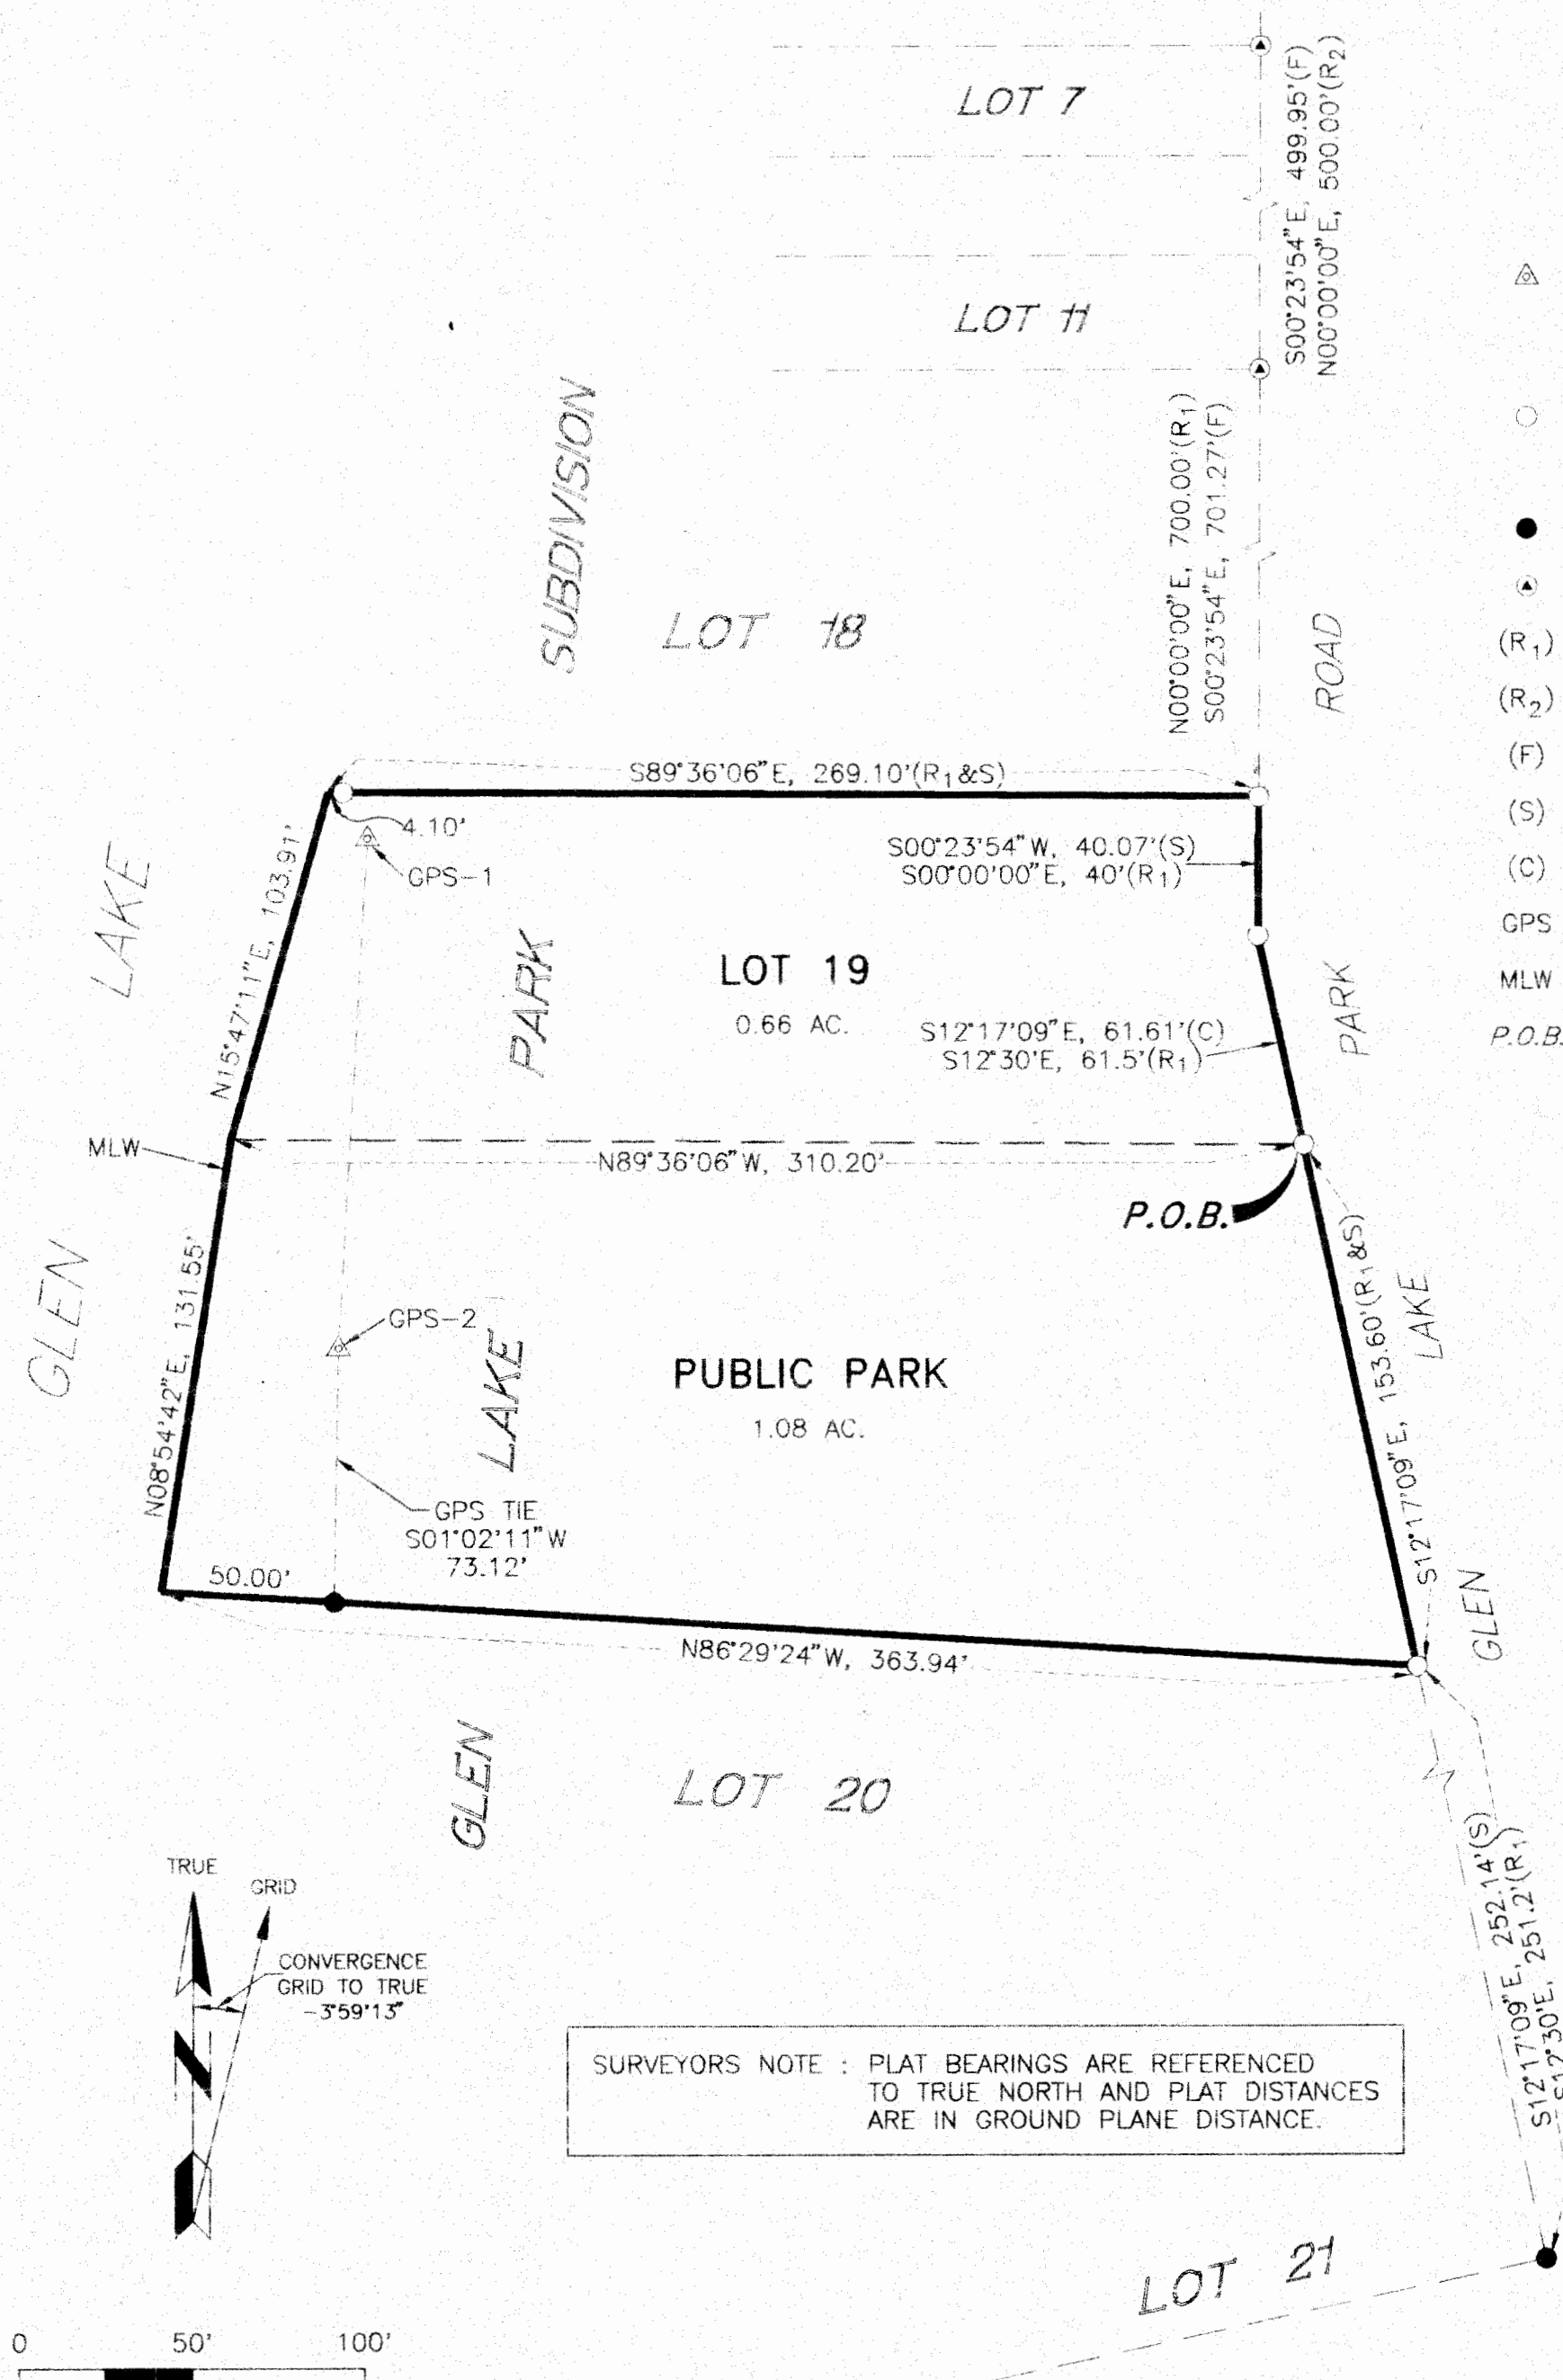 LOT 7
S00°23'54"E, 499.95'(F)
N00°00'00"E, 500.00'(R2)
LOT 11
N00°00'00"E, 700.00'(R1)
S00°23'54"E, 701.27'(F)
SUBDIVISION
LOT 18
ROAD
(R1)
(R2)
(F)
(S)
(C)
GPS
MLW
P.O.B.
S89°36'06"E, 269.10'(R1&S)
4.10'
GPS-1
S00°23'54"W, 40.07'(S)
S00°00'00"E, 40'(R1)
LAKE
N15°47'11"E, 103.91'
PARK
LOT 19
0.66 AC.
S12°17'09"E, 61.61'(C)
S12°30'E, 61.5'(R1)
PARK
MLW
N89°36'06"W, 310.20'
P.O.B.
GLEN
N08°54'42"E, 131.55'
GPS-2
LAKE
PUBLIC PARK
1.08 AC.
S12°17'09"E, 153.60'(R1&S)
LAKE
GPS TIE
S01°02'11"W
73.12'
50.00'
N86°29'24"W, 363.94'
GLEN
GLEN
LOT 20
S12°17'09"E, 252.14'(S)
S12°30'E, 251.2'(R1)
TRUE
GRID
CONVERGENCE
GRID TO TRUE
-3°59'13"
N
SURVEYORS NOTE : PLAT BEARINGS ARE REFERENCED
TO TRUE NORTH AND PLAT DISTANCES
ARE IN GROUND PLANE DISTANCE.
LOT 21
0 50' 100'